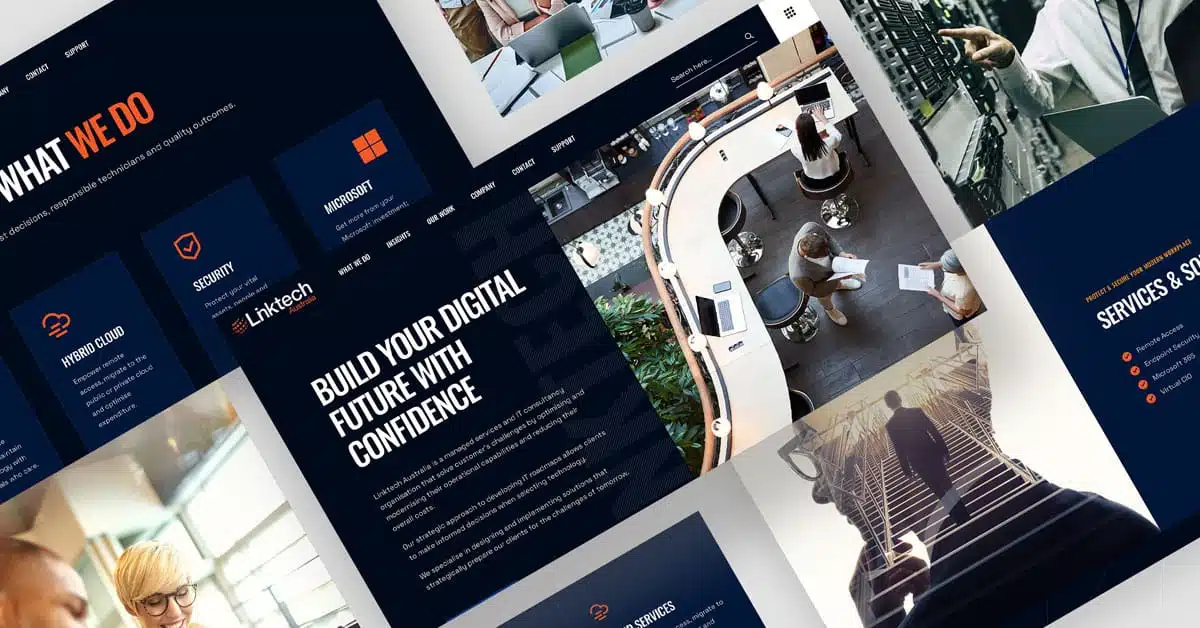 CONTACT
SUPPORT
WHAT WE DO
decisions, responsible technicians and quality outcomes.
MICROSOFT
Get more from your
Microsoft investment;
SECURITY
Protect your vital
assets, people and
HYBRID CLOUD
Empower remote
access, migrate to the
public or private cloud
and optimise
expenditure.
Search here...
WHAT WE DO
INSIGHTS
OUR WORK
COMPANY
CONTACT
SUPPORT
Linktech
Australia
BUILD YOUR DIGITAL
FUTURE WITH
CONFIDENCE
Linktech Australia is a managed services and IT consultancy
organisation that solve customer's challenges by optimising and
modernising their operational capabilities and reducing their
overall costs.
Our strategic approach to developing IT roadmaps allows clients
to make informed decisions when selecting technology.
We specialise in designing and implementing solutions that
strategically prepare our clients for the challenges of tomorrow.
PROTECT & SECURE YOUR MODERN WORKPLACE
SERVICES & SO
Remote Access
Endpoint Security
Microsoft 365
Virtual CIO
SERVICES
access, migrate to